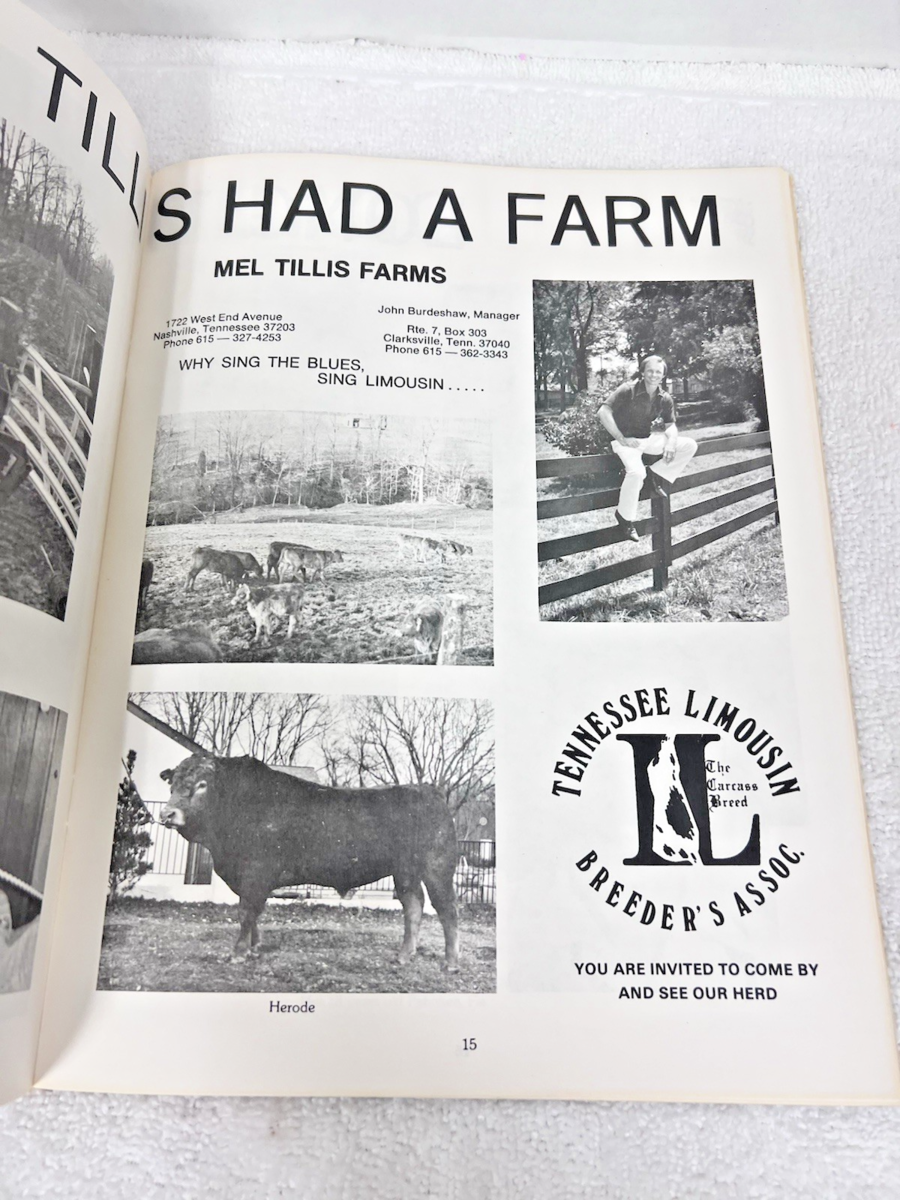 TILLIS HAD A FARM
MEL TILLIS FARMS
1722 West End Avenue
Nashville, Tennessee 37203
Phone 615 — 327-4253
John Burdeshaw, Manager
Rte. 7, Box 303
Clarksville, Tenn. 37040
Phone 615 — 362-3343
WHY SING THE BLUES,
SING LIMOUSIN . . . . .
TENNESSEE LIMOUSIN
L
The
Carcass
Breed
BREEDER'S ASSOC.
YOU ARE INVITED TO COME BY
AND SEE OUR HERD
Herode
15